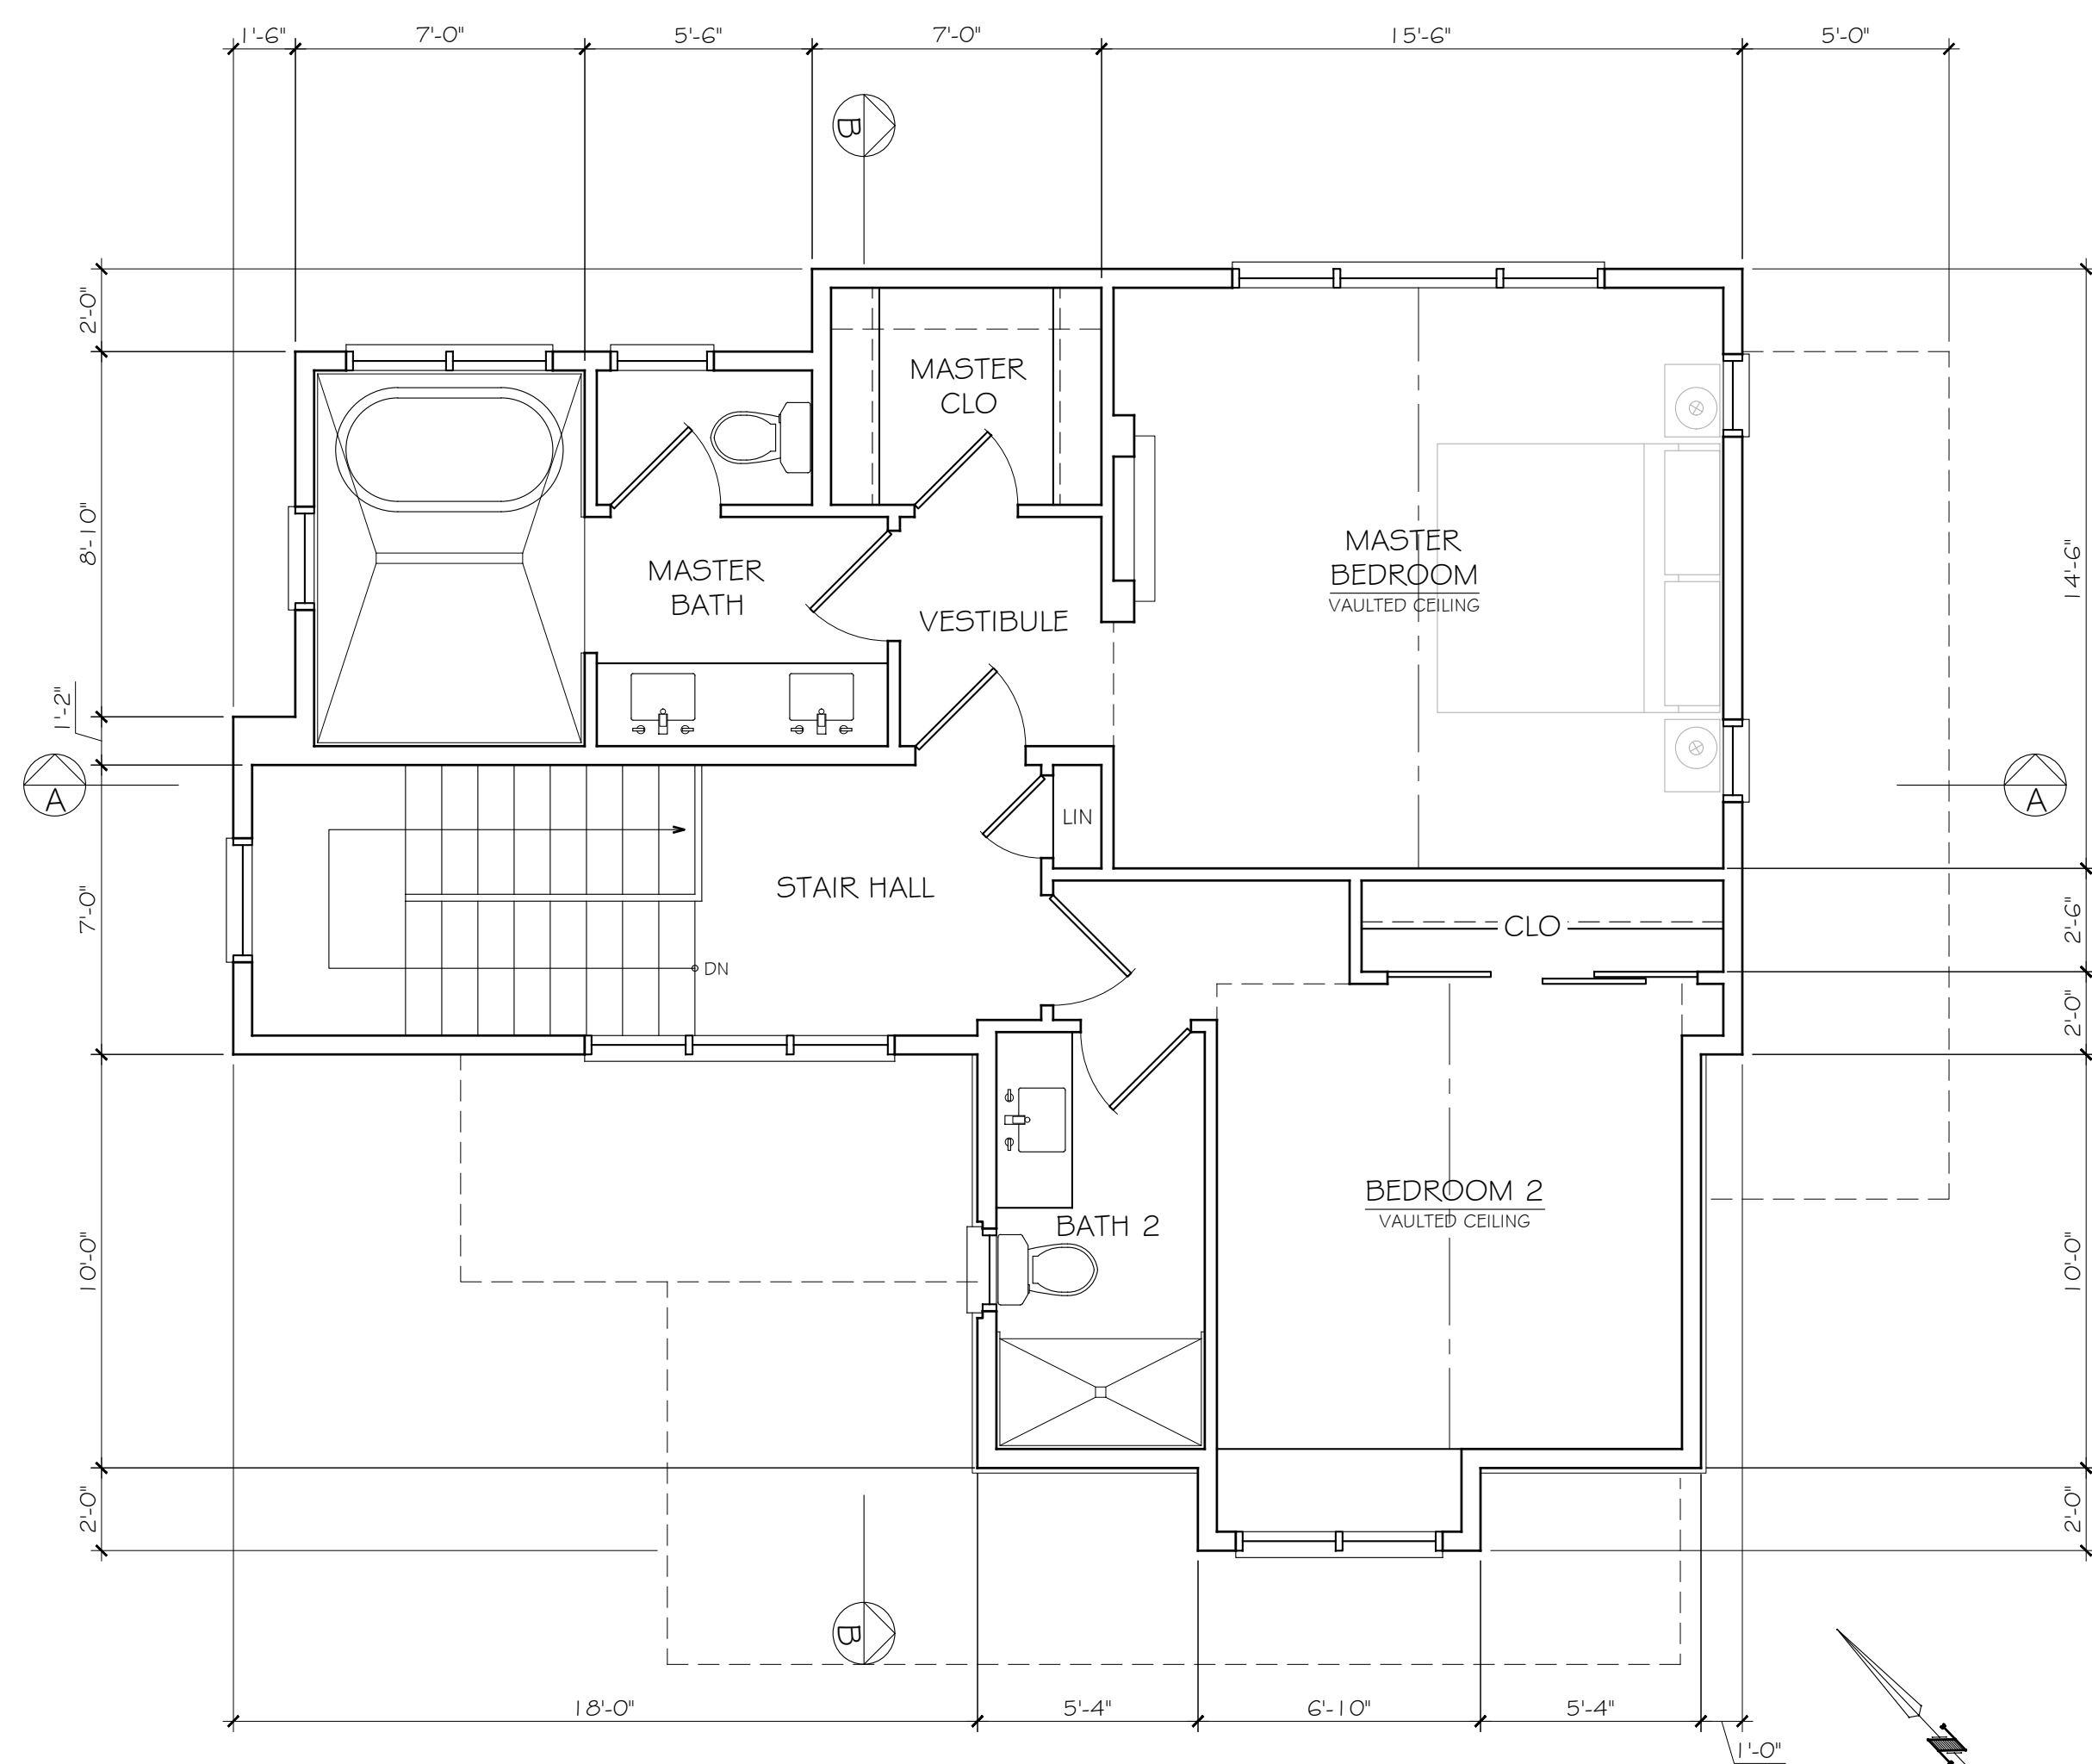 1'-6" 7'-0" 5'-6" 7'-0" 15'-6" 5'-0"
B
2'-0"
MASTER
CLO
8'-10"
MASTER
BEDROOM
VAULTED CEILING
14'-6"
MASTER
BATH
VESTIBULE
1'-2"
A
A
LIN
STAIR HALL
7'-0"
CLO
2'-6"
DN
2'-0"
BEDROOM 2
VAULTED CEILING
BATH 2
10'-0"
10'-0"
2'-0"
2'-0"
B
18'-0" 5'-4" 6'-10" 5'-4"
1'-0"